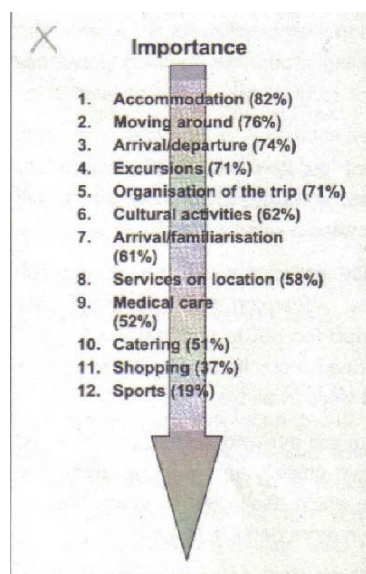 Importance
1. Accommodation (82%)
2. Moving around (76%)
3. Arrival/departure (74%)
4. Excursions (71%)
5. Organisation of the trip (71%)
6. Cultural activities (62%)
7. Arrival/familiarisation
(61%)
8. Services on location (58%)
9. Medical care
(52%)
10. Catering (51%)
11. Shopping (37%)
12. Sports (19%)